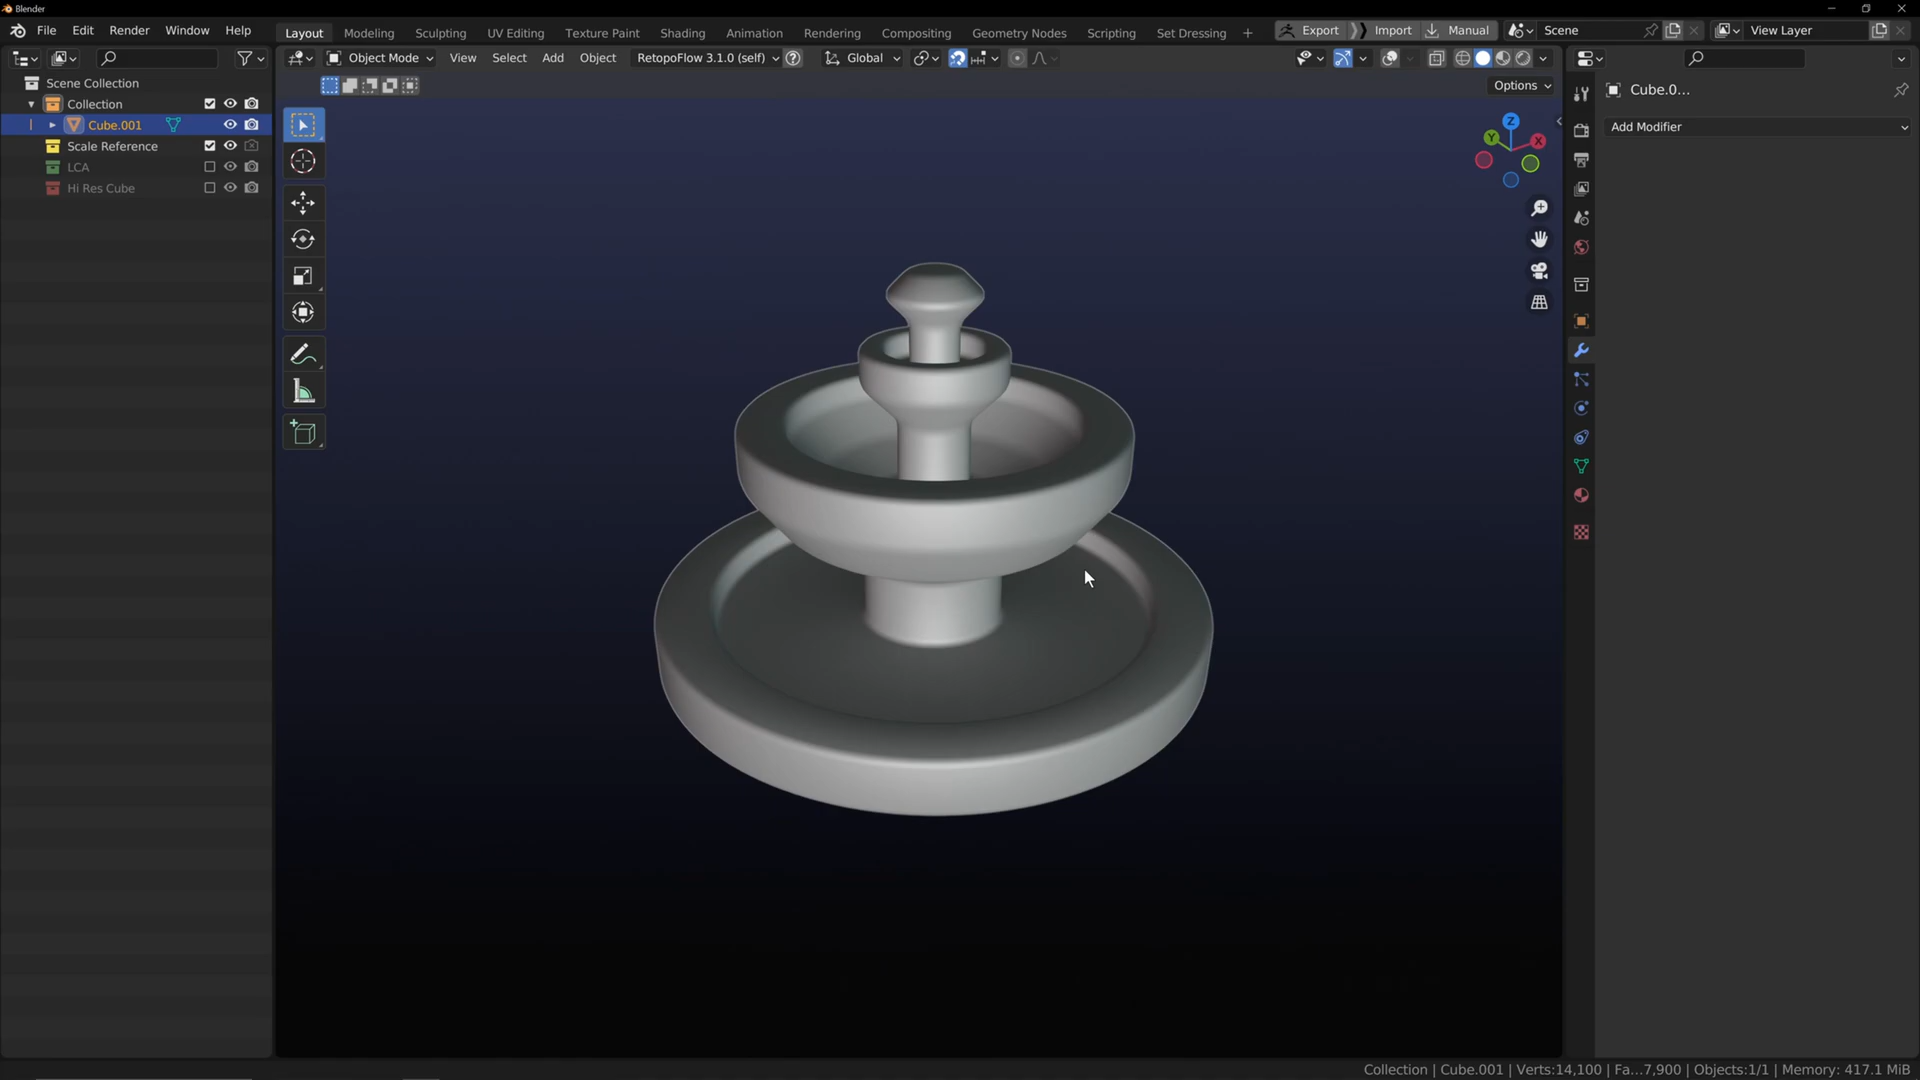 Blender
File Edit Render Window Help
Layout Modeling Sculpting UV Editing Texture Paint Shading Animation Rendering Compositing Geometry Nodes Scripting Set Dressing +
Export Import Manual Scene View Layer
Object Mode View Select Add Object RetopoFlow 3.1.0 (self) Global
Options
Scene Collection
Collection
Cube.001
Scale Reference
LCA
Hi Res Cube
Z
Y
X
Cube.0...
Add Modifier
Collection | Cube.001 | Verts:14,100 | Fa...7,900 | Objects:1/1 | Memory: 417.1 MiB